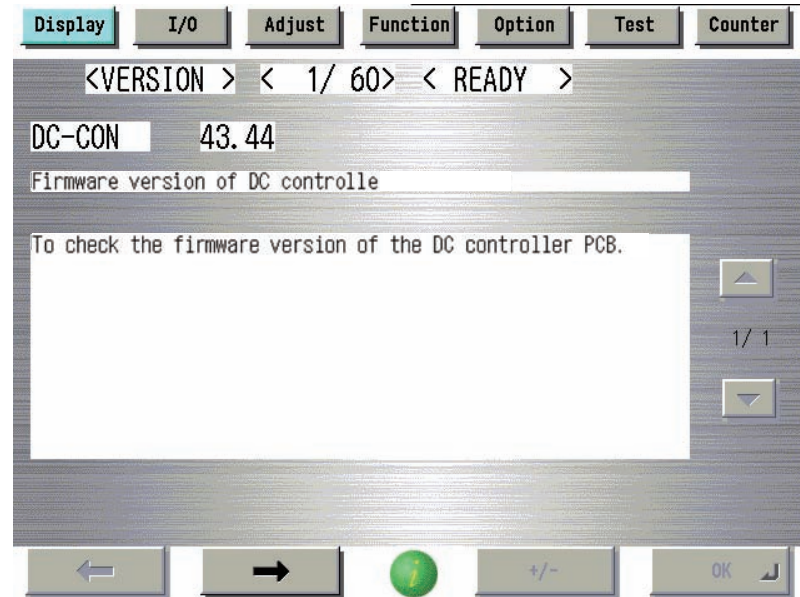 Display I/O Adjust Function Option Test Counter
<VERSION > < 1/ 60> < READY >
DC-CON 43.44
Firmware version of DC controlle
To check the firmware version of the DC controller PCB.
1/ 1
i
+/- OK